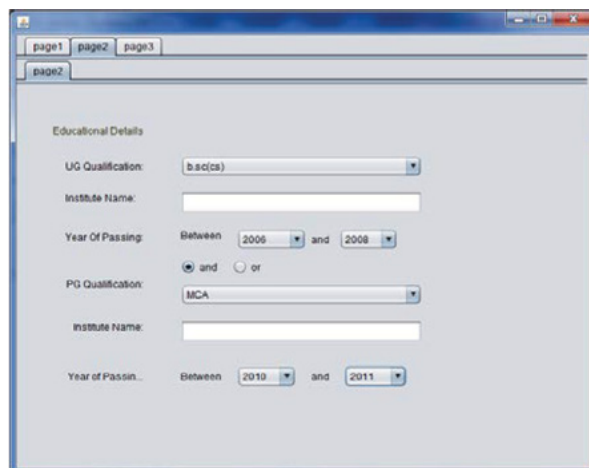 page1 page2 page3
page2
Educational Details
UG Qualification: b.sc(cs)
Institute Name:
Year Of Passing: Between 2006 and 2008
and or
PG Qualification: MCA
Institute Name:
Year of Passin... Between 2010 and 2011